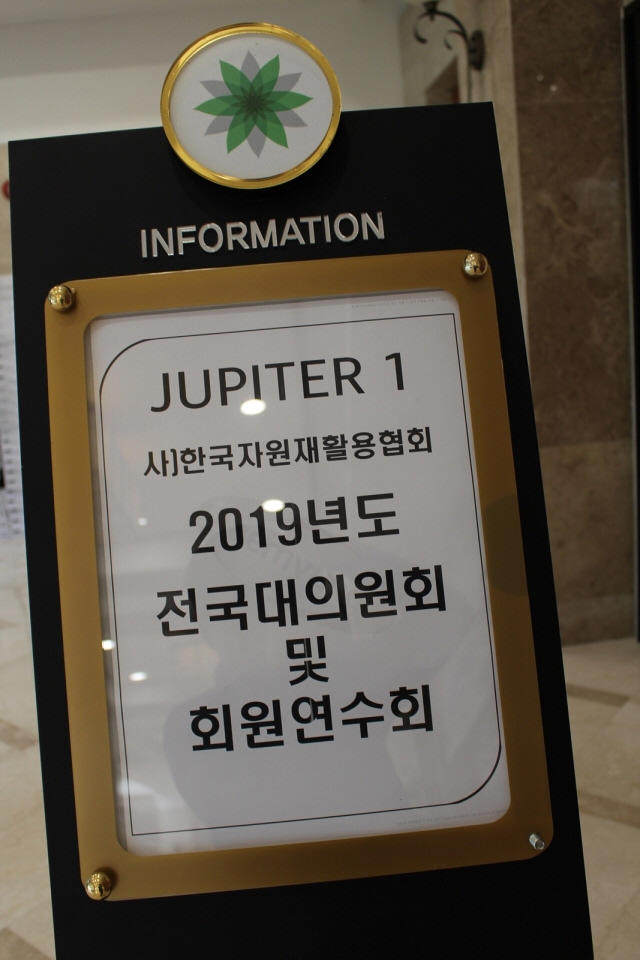 INFORMATION
JUPITER 1
사)한국자원재활용협회
2019년도
전국대의원회
및
회원연수회